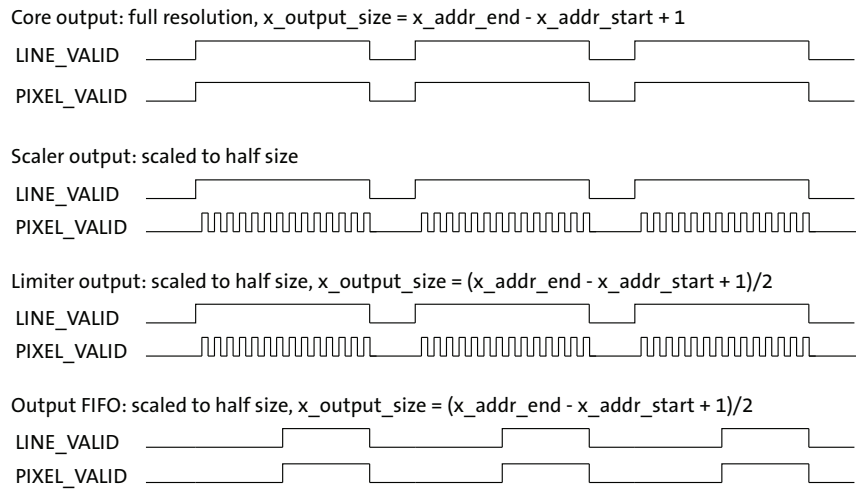 Core output: full resolution, x_output_size = x_addr_end - x_addr_start + 1
LINE_VALID
PIXEL_VALID
Scaler output: scaled to half size
LINE_VALID
PIXEL_VALID
Limiter output: scaled to half size, x_output_size = (x_addr_end - x_addr_start + 1)/2
LINE_VALID
PIXEL_VALID
Output FIFO: scaled to half size, x_output_size = (x_addr_end - x_addr_start + 1)/2
LINE_VALID
PIXEL_VALID